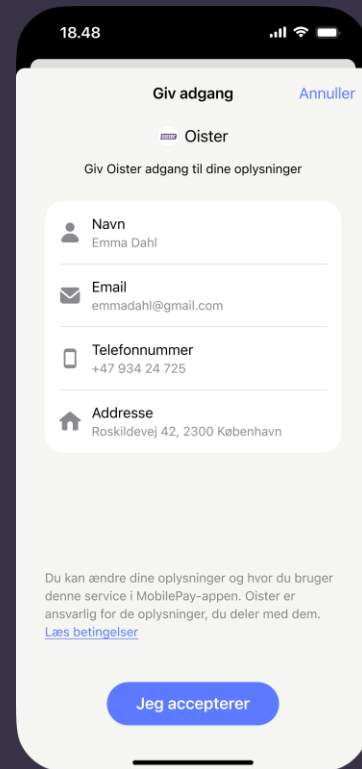 18.48
Giv adgang
Annuller
OISTER Oister
Giv Oister adgang til dine oplysninger
Navn
Emma Dahl
Email
emmadahl@gmail.com
Telefonnummer
+47 934 24 725
Addresse
Roskildevej 42, 2300 København
Du kan ændre dine oplysninger og hvor du bruger
denne service i MobilePay-appen. Oister er
ansvarlig for de oplysninger, du deler med dem.
Læs betingelser
Jeg accepterer